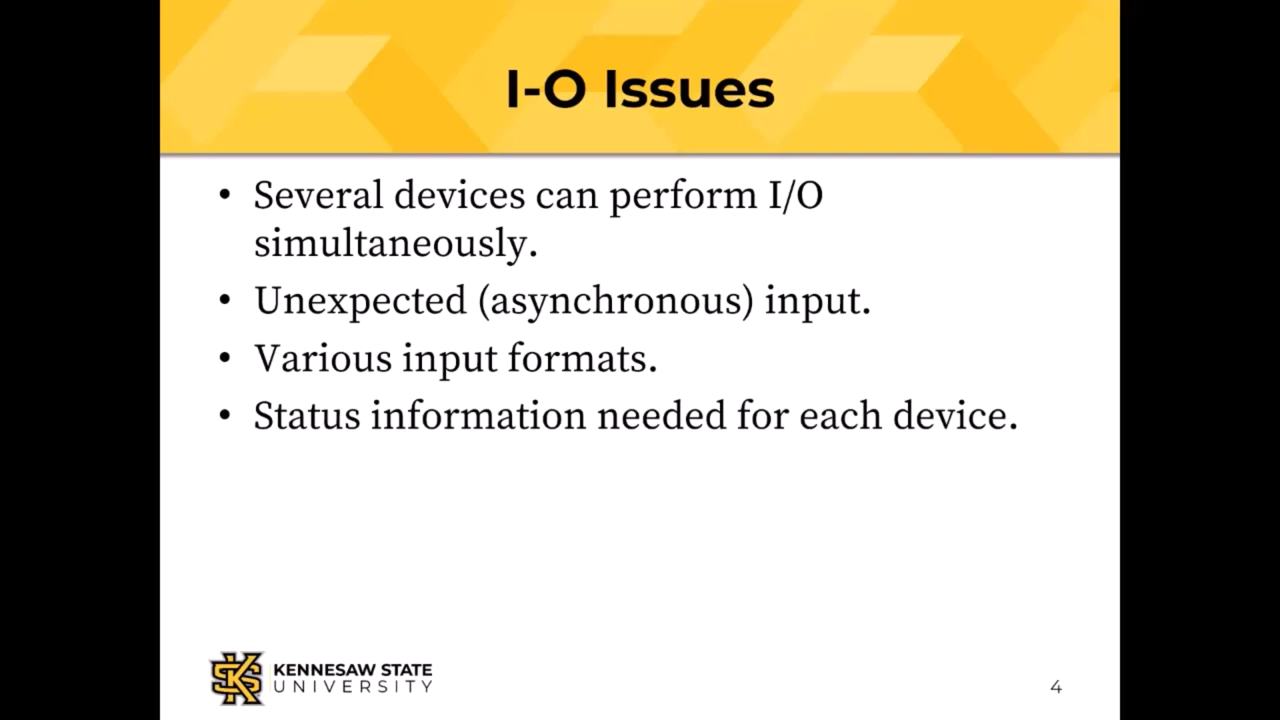 I-O Issues
• Several devices can perform I/O
simultaneously.
• Unexpected (asynchronous) input.
• Various input formats.
• Status information needed for each device.
KS
KENNESAW STATE
UNIVERSITY
4